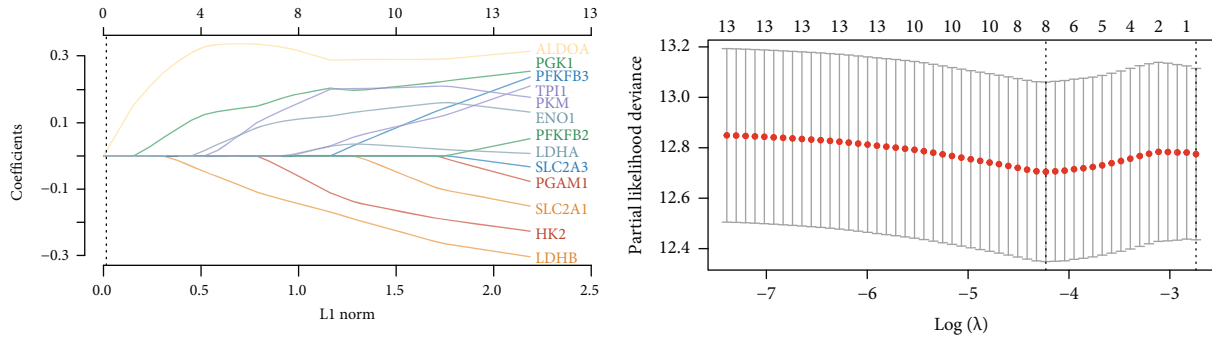 0 4 6 8 11 13 13
Coefficients
0.3
0.1
−0.1
−0.3
ALDOA
PGK1
PFKFB3
TPI1
PKM
ENO1
PFKFB2
LDHA
SLC2A3
PGAM1
SLC2A1
HK2
LDHB
0.0 0.5 1.0 1.5 2.0 2.5
L1 norm
13 13 13 13 13 10 10 10 8 8 6 5 4 2 1
Partial likelihood deviance
13.2
13.0
12.8
12.6
12.4
−7 −6 −5 −4 −3
Log (λ)